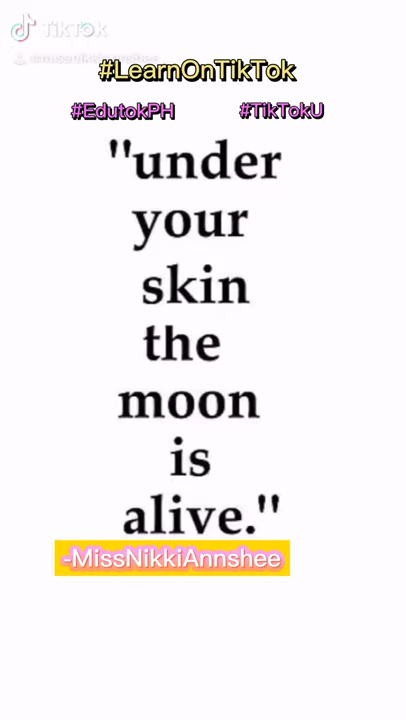 TikTok
#LearnOnTikTok
#EdutokPH #TikTokU
"under
your
skin
the
moon
is
alive."
-MissNikkiAnnshee